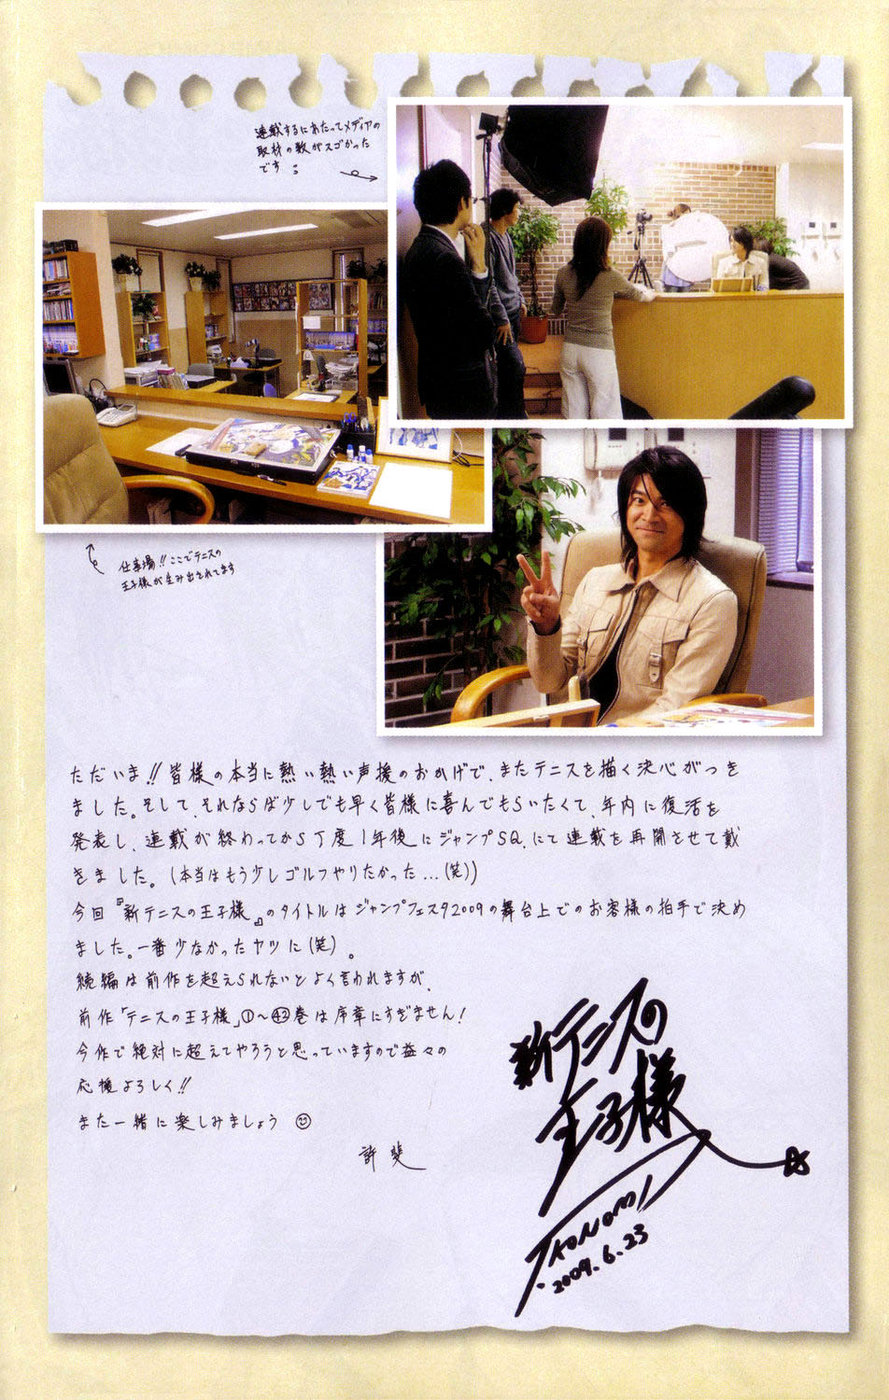 連載するにあたってメディアの
取材の数がスゴかった
です
仕事場!!ここでテニスの
王子様が生み出されてます
ただいま!!皆様の本当に熱い熱い声援のおかげで、またテニスを描く決心がつき
ました。そして、それならば少しでも早く皆様に喜んでもらいたくて、年内に復活を
発表し、連載が終わってから丁度1年後にジャンプSQ.にて連載を再開させて戴
きました。(本当はもう少しゴルフやりたかった…(笑))
今回『新テニスの王子様』のタイトルはジャンプフェスタ2009の舞台上でのお客様の拍手で決め
ました。一番少なかったヤツに(笑)。
続編は前作を超えられないとよく言われますが、
前作「テニスの王子様」①〜㊷巻は序章にすぎません!
今作で絶対に超えてやろうと思っていますので益々の
応援よろしく!!
また一緒に楽しみましょう
許斐
新テニスの
王子様
KONOMI
2009.6.23